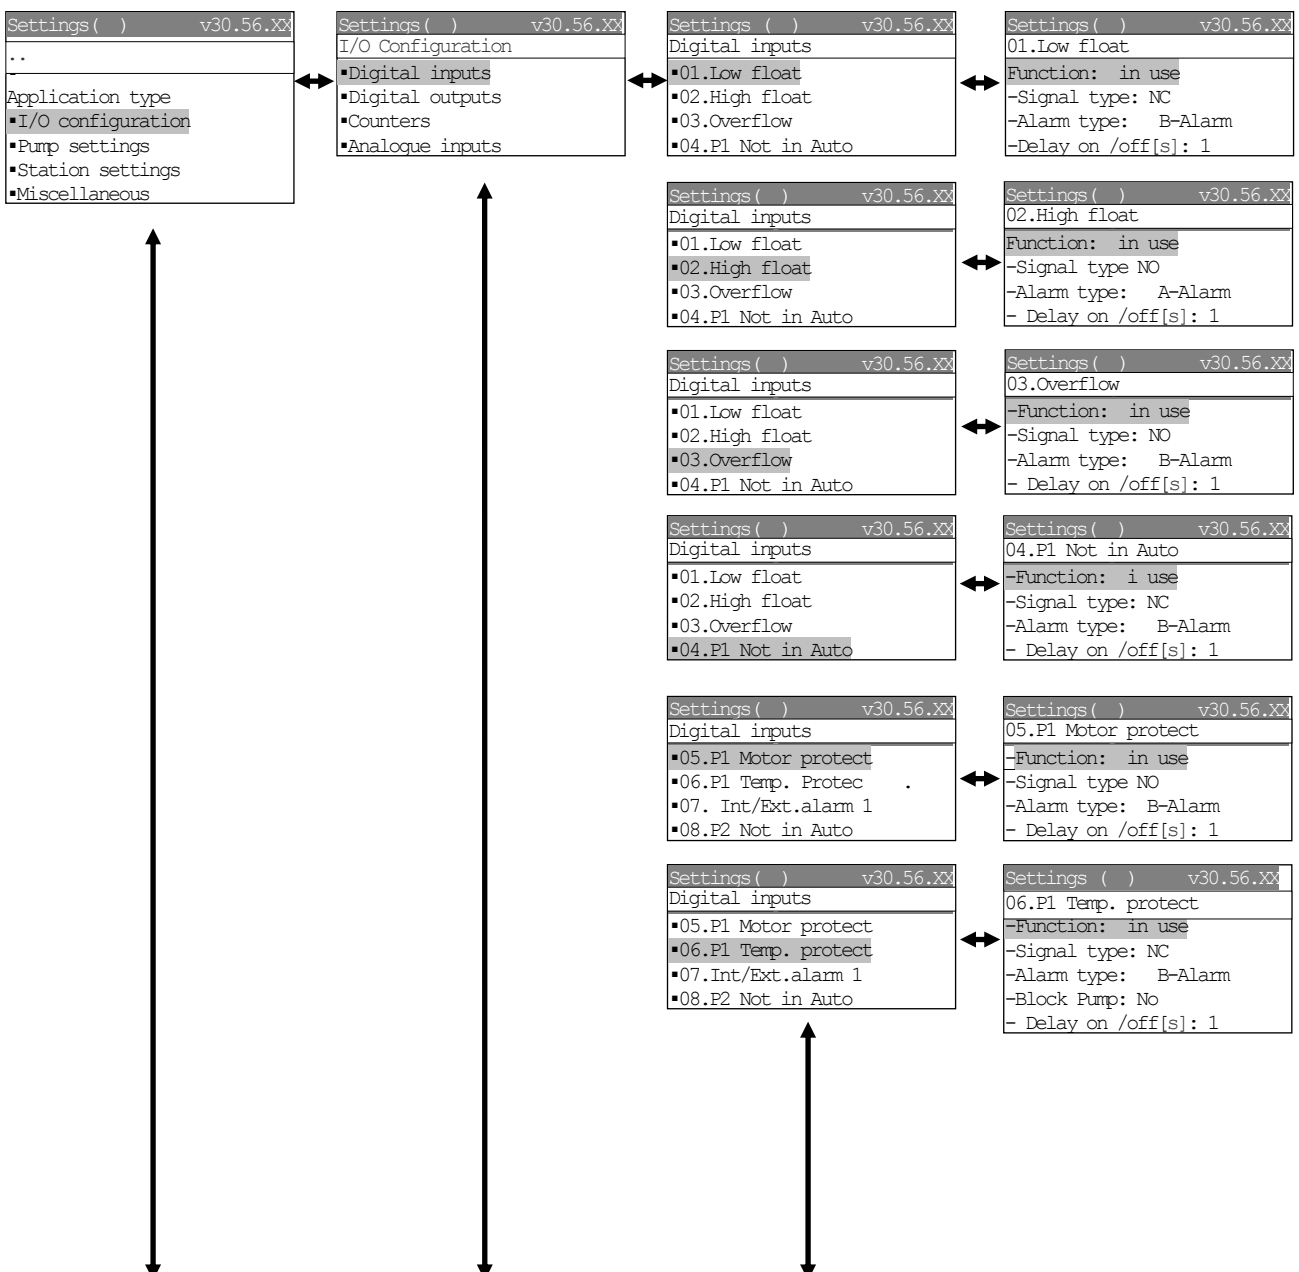 Settings( ) v30.56.XX
..
-
Application type
▪I/O configuration
▪Pump settings
▪Station settings
▪Miscellaneous
Settings( ) v30.56.XX
I/O Configuration
▪Digital inputs
▪Digital outputs
▪Counters
▪Analogue inputs
Settings ( ) v30.56.XX
Digital inputs
▪01.Low float
▪02.High float
▪03.Overflow
▪04.P1 Not in Auto
Settings( ) v30.56.XX
01.Low float
Function: in use
-Signal type: NC
-Alarm type: B-Alarm
-Delay on /off[s]: 1
Settings( ) v30.56.XX
Digital inputs
▪01.Low float
▪02.High float
▪03.Overflow
▪04.P1 Not in Auto
Settings( ) v30.56.XX
02.High float
Function: in use
-Signal type NO
-Alarm type: A-Alarm
- Delay on /off[s]: 1
Settings( ) v30.56.XX
Digital inputs
▪01.Low float
▪02.High float
▪03.Overflow
▪04.P1 Not in Auto
Settings( ) v30.56.XX
03.Overflow
-Function: in use
-Signal type: NO
-Alarm type: B-Alarm
- Delay on /off[s]: 1
Settings( ) v30.56.XX
Digital inputs
▪01.Low float
▪02.High float
▪03.Overflow
▪04.P1 Not in Auto
Settings( ) v30.56.XX
04.P1 Not in Auto
-Function: i use
-Signal type: NC
-Alarm type: B-Alarm
- Delay on /off[s]: 1
Settings( ) v30.56.XX
Digital inputs
▪05.P1 Motor protect
▪06.P1 Temp. Protec .
▪07. Int/Ext.alarm 1
▪08.P2 Not in Auto
Settings( ) v30.56.XX
05.P1 Motor protect
-Function: in use
-Signal type NO
-Alarm type: B-Alarm
- Delay on /off[s]: 1
Settings( ) v30.56.XX
Digital inputs
▪05.P1 Motor protect
▪06.P1 Temp. protect
▪07.Int/Ext.alarm 1
▪08.P2 Not in Auto
Settings ( ) v30.56.XX
06.P1 Temp. protect
-Function: in use
-Signal type: NC
-Alarm type: B-Alarm
-Block Pump: No
- Delay on /off[s]: 1